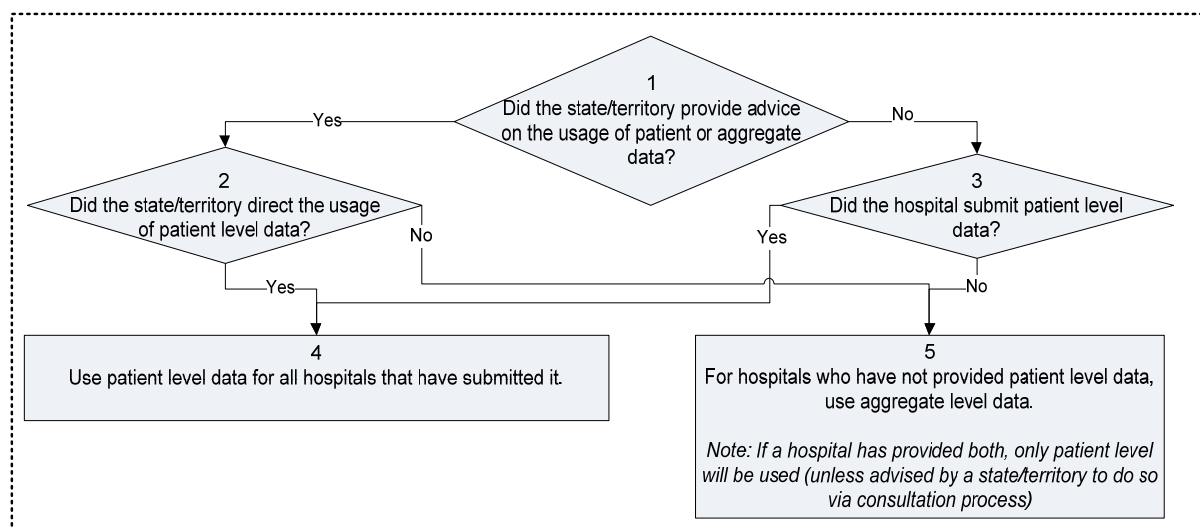 1
Did the state/territory provide advice
on the usage of patient or aggregate
data?
Yes
No
2
Did the state/territory direct the usage
of patient level data?
3
Did the hospital submit patient level
data?
No
Yes
Yes
No
4
Use patient level data for all hospitals that have submitted it.
5
For hospitals who have not provided patient level data,
use aggregate level data.
Note: If a hospital has provided both, only patient level
will be used (unless advised by a state/territory to do so
via consultation process)